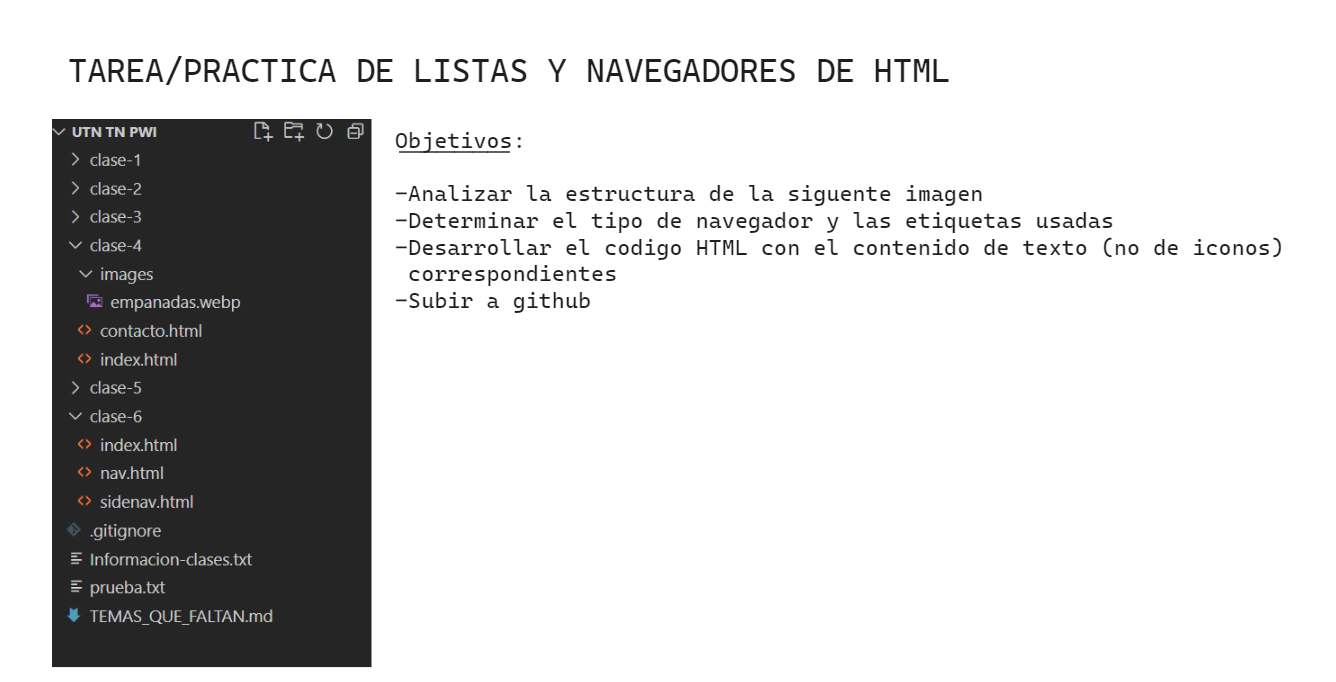 TAREA/PRACTICA DE LISTAS Y NAVEGADORES DE HTML
UTN TN PWI
clase-1
clase-2
clase-3
clase-4
images
empanadas.webp
contacto.html
index.html
clase-5
clase-6
index.html
nav.html
sidenav.html
.gitignore
Informacion-clases.txt
prueba.txt
TEMAS_QUE_FALTAN.md
Objetivos:
-Analizar la estructura de la siguente imagen
-Determinar el tipo de navegador y las etiquetas usadas
-Desarrollar el codigo HTML con el contenido de texto (no de iconos)
correspondientes
-Subir a github